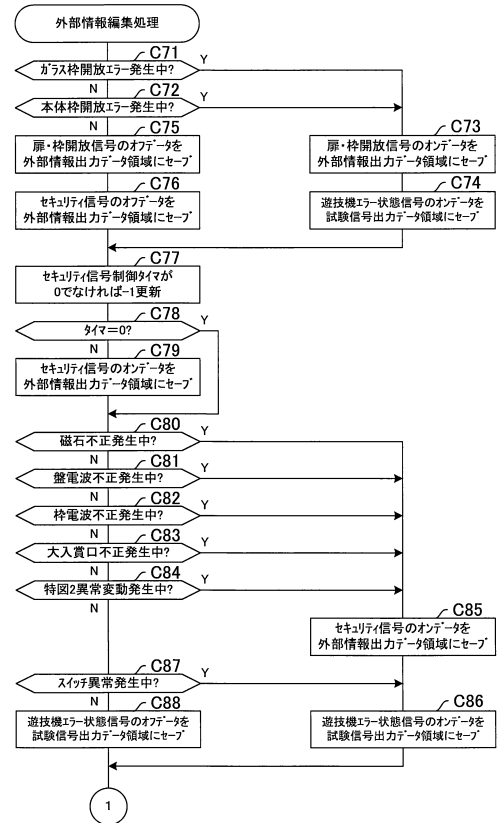 外部情報編集処理
C71
ガラス枠開放エラー発生中?
Y
N
C72
本体枠開放エラー発生中?
Y
N
C75
扉・枠開放信号のオフデータを
外部情報出力データ領域にセーブ
C73
扉・枠開放信号のオンデータを
外部情報出力データ領域にセーブ
C76
セキュリティ信号のオフデータを
外部情報出力データ領域にセーブ
C74
遊技機エラー状態信号のオンデータを
試験信号出力データ領域にセーブ
C77
セキュリティ信号制御タイマが
0でなければ-1更新
C78
タイマ=0?
Y
N
C79
セキュリティ信号のオンデータを
外部情報出力データ領域にセーブ
C80
磁石不正発生中?
Y
N
C81
盤電波不正発生中?
Y
N
C82
枠電波不正発生中?
Y
N
C83
大入賞口不正発生中?
Y
N
C84
特図2異常変動発生中?
Y
N
C85
セキュリティ信号のオンデータを
外部情報出力データ領域にセーブ
C87
スイッチ異常発生中?
Y
N
C88
遊技機エラー状態信号のオフデータを
試験信号出力データ領域にセーブ
C86
遊技機エラー状態信号のオンデータを
試験信号出力データ領域にセーブ
1